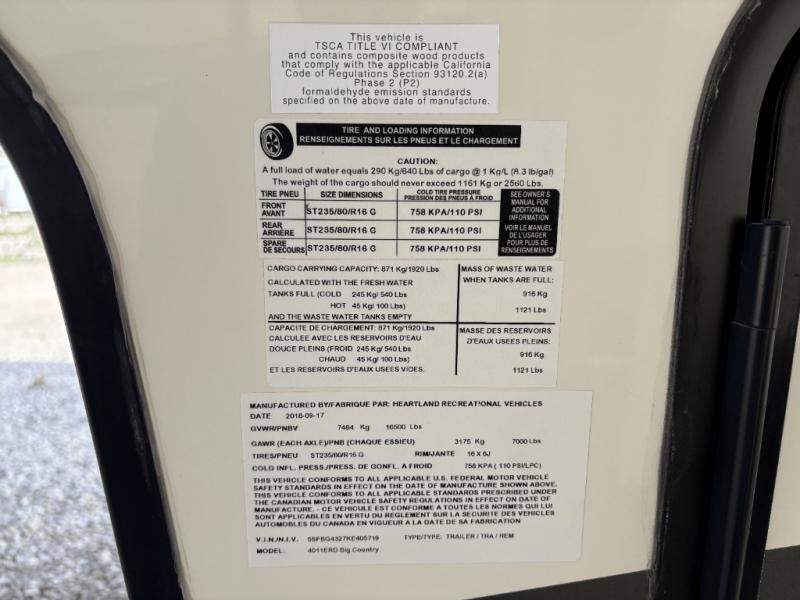 This vehicle is
TSCA TITLE VI COMPLIANT
and contains composite wood products
that comply with the applicable California
Code of Regulations Section 93120.2(a)
Phase 2 (P2)
formaldehyde emission standards
specified on the above date of manufacture.
TIRE AND LOADING INFORMATION
RENSEIGNEMENTS SUR LES PNEUS ET LE CHARGEMENT
CAUTION:
A full load of water equals 290 Kg/640 Lbs of cargo @ 1 Kg/L (8.3 lb/gal)
The weight of the cargo should never exceed 1161 Kg or 2560 Lbs.
TIRE PNEU SIZE DIMENSIONS COLD TIRE PRESSURE
PRESSION DES PNEUS À FROID
FRONT
AVANT ST235/80/R16 G 758 KPA/110 PSI
REAR
ARRIÈRE ST235/80/R16 G 758 KPA/110 PSI
SPARE
DE SECOURS ST235/80/R16 G 758 KPA/110 PSI
SEE OWNER'S
MANUAL FOR
ADDITIONAL
INFORMATION
VOIR LE MANUEL
DE L'USAGER
POUR PLUS DE
RENSEIGNEMENTS
CARGO CARRYING CAPACITY: 871 Kg/1920 Lbs
CALCULATED WITH THE FRESH WATER
TANKS FULL (COLD 245 Kg/ 540 Lbs
HOT 45 Kg/ 100 Lbs)
AND THE WASTE WATER TANKS EMPTY
MASS OF WASTE WATER
WHEN TANKS ARE FULL:
916 Kg
1121 Lbs
CAPACITE DE CHARGEMENT: 871 Kg/1920 Lbs
CALCULEE AVEC LES RESERVOIRS D'EAU
DOUCE PLEINS (FROID 245 Kg/ 540 Lbs
CHAUD 45 Kg/ 100 Lbs)
ET LES RESERVOIRS D'EAU USEES VIDES.
MASSE DES RESERVOIRS
D'EAUX USEES PLEINS:
916 Kg
1121 Lbs
MANUFACTURED BY/FABRIQUE PAR: HEARTLAND RECREATIONAL VEHICLES
DATE 2018-09-17
GVWR/PNBV 7484 Kg 16500 Lbs
GAWR (EACH AXLE)/PNB (CHAQUE ESSIEU) 3175 Kg 7000 Lbs
TIRES/PNEU ST235/80/R16 G RIM/JANTE 16 X 6J
COLD INFL. PRESS./PRESS. DE GONFL. A FROID 758 KPA ( 110 PSI/LPC)
THIS VEHICLE CONFORMS TO ALL APPLICABLE U.S. FEDERAL MOTOR VEHICLE
SAFETY STANDARDS IN EFFECT ON THE DATE OF MANUFACTURE SHOWN ABOVE.
THIS VEHICLE CONFORMS TO ALL APPLICABLE STANDARDS PRESCRIBED UNDER
THE CANADIAN MOTOR VEHICLE SAFETY REGULATIONS IN EFFECT ON THE DATE OF
MANUFACTURE. - CE VEHICULE EST CONFORME A TOUTES LES NORMES QUI LUI
SONT APPLICABLES EN VERTU DU REGLEMENT SUR LA SECURITE DES VEHICLES
AUTOMOBILES DU CANADA EN VIGUEUR A LA DATE DE SA FABRICATION
V.I.N./N.I.V. 5SFBG4327KE405719 TYPE/TYPE: TRAILER / TRA / REM
MODEL: 4011ERD Big Country